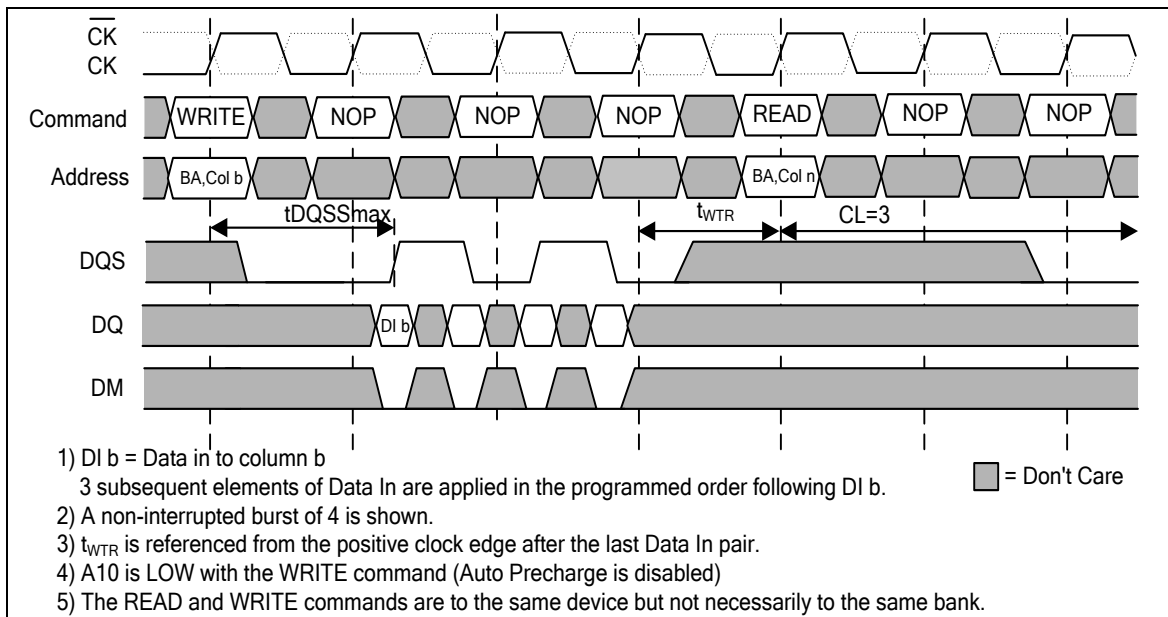 CK
CK
Command WRITE NOP NOP NOP READ NOP NOP
Address BA,Col b BA,Col n
tDQSSmax tWTR CL=3
DQS
DQ DI b
DM
1) DI b = Data in to column b
3 subsequent elements of Data In are applied in the programmed order following DI b.
= Don't Care
2) A non-interrupted burst of 4 is shown.
3) tWTR is referenced from the positive clock edge after the last Data In pair.
4) A10 is LOW with the WRITE command (Auto Precharge is disabled)
5) The READ and WRITE commands are to the same device but not necessarily to the same bank.